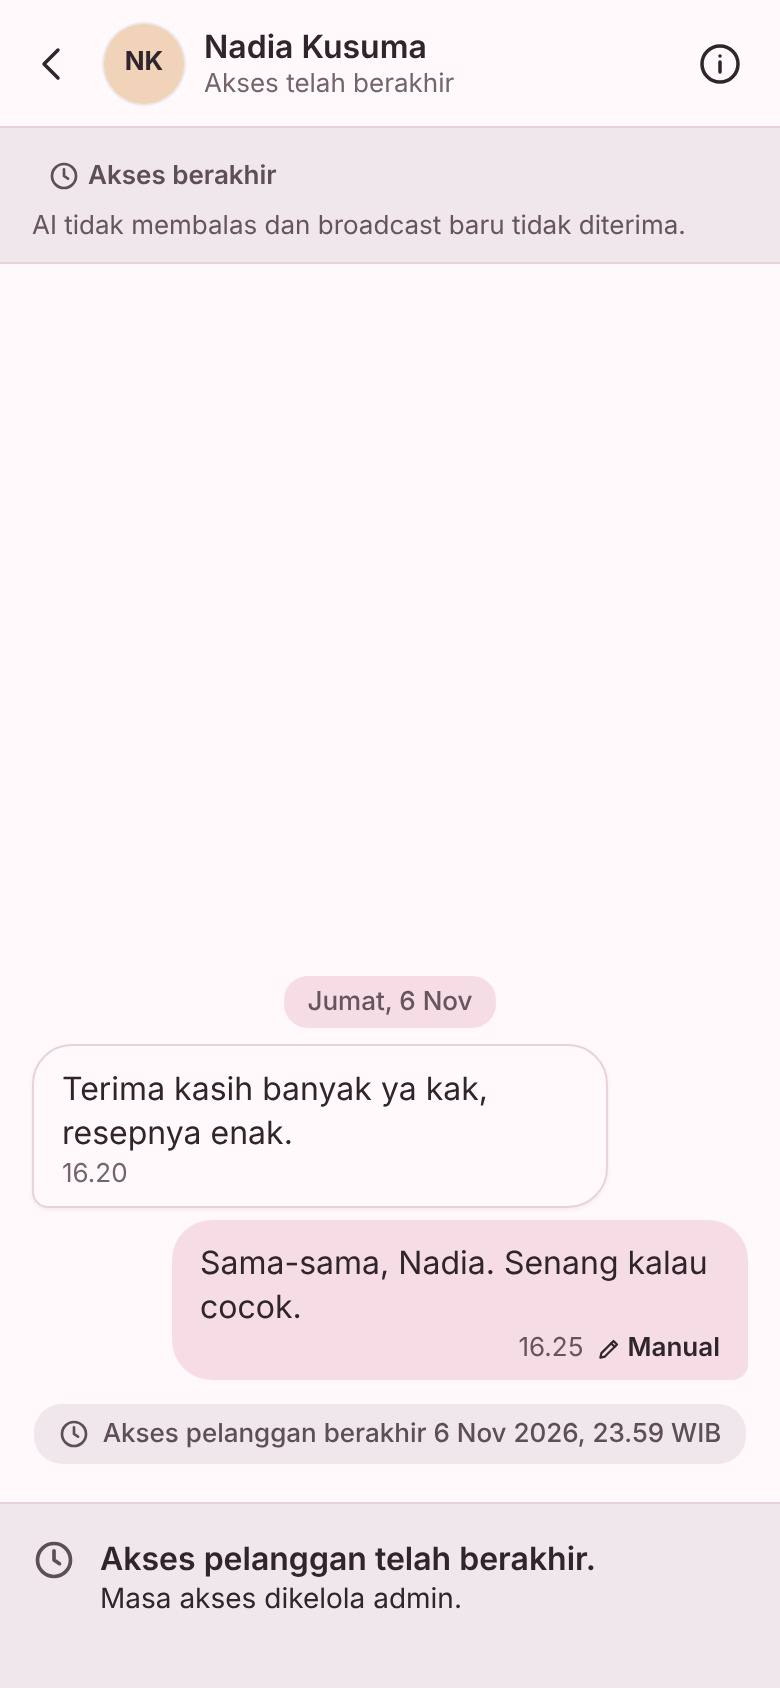 NK
Nadia Kusuma
Akses telah berakhir
Akses berakhir
AI tidak membalas dan broadcast baru tidak diterima.
Jumat, 6 Nov
Terima kasih banyak ya kak,
resepnya enak.
16.20
Sama-sama, Nadia. Senang kalau
cocok.
16.25 Manual
Akses pelanggan berakhir 6 Nov 2026, 23.59 WIB
Akses pelanggan telah berakhir.
Masa akses dikelola admin.